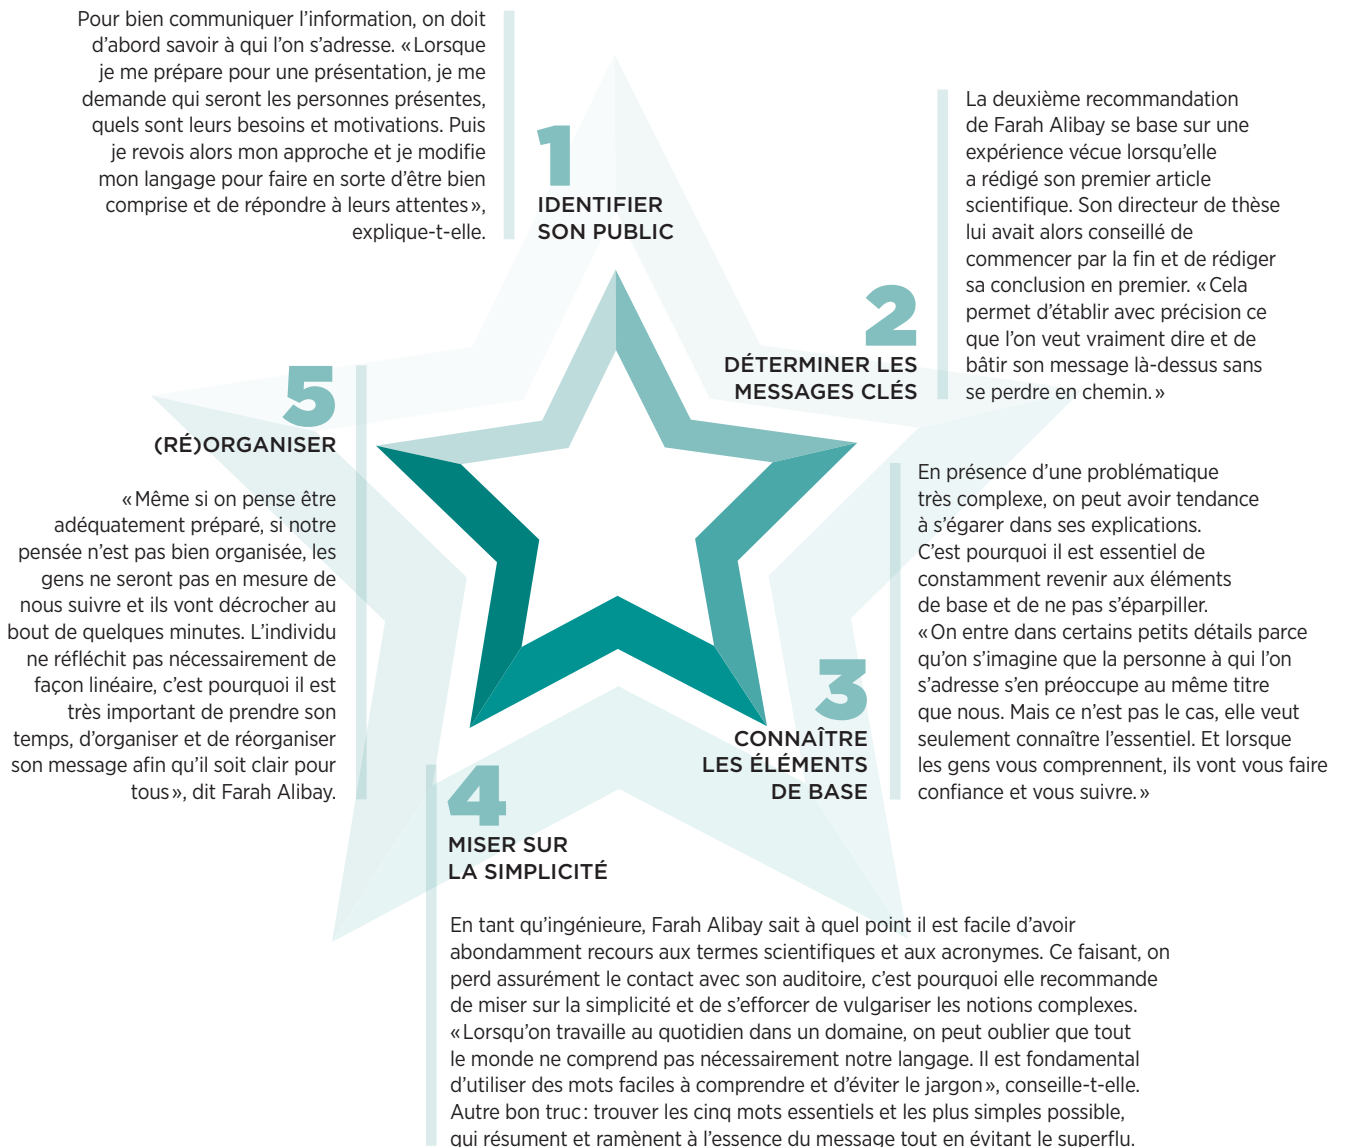 Pour bien communiquer l’information, on doit
d’abord savoir à qui l’on s’adresse. «Lorsque
je me prépare pour une présentation, je me
demande qui seront les personnes présentes,
quels sont leurs besoins et motivations. Puis
je revois alors mon approche et je modifie
mon langage pour faire en sorte d’être bien
comprise et de répondre à leurs attentes»,
explique-t-elle.
1
IDENTIFIER
SON PUBLIC
La deuxième recommandation
de Farah Alibay se base sur une
expérience vécue lorsqu’elle
a rédigé son premier article
scientifique. Son directeur de thèse
lui avait alors conseillé de
commencer par la fin et de rédiger
sa conclusion en premier. «Cela
permet d’établir avec précision ce
que l’on veut vraiment dire et de
bâtir son message là-dessus sans
se perdre en chemin.»
2
DÉTERMINER LES
MESSAGES CLÉS
En présence d’une problématique
très complexe, on peut avoir tendance
à s’égarer dans ses explications.
C’est pourquoi il est essentiel de
constamment revenir aux éléments
de base et de ne pas s’éparpiller.
«On entre dans certains petits détails parce
qu’on s’imagine que la personne à qui l’on
s’adresse s’en préoccupe au même titre
que nous. Mais ce n’est pas le cas, elle veut
seulement connaître l’essentiel. Et lorsque
les gens vous comprennent, ils vont vous faire
confiance et vous suivre.»
3
CONNAÎTRE
LES ÉLÉMENTS
DE BASE
4
MISER SUR
LA SIMPLICITÉ
En tant qu’ingénieure, Farah Alibay sait à quel point il est facile d’avoir
abondamment recours aux termes scientifiques et aux acronymes. Ce faisant, on
perd assurément le contact avec son auditoire, c’est pourquoi elle recommande
de miser sur la simplicité et de s’efforcer de vulgariser les notions complexes.
«Lorsqu’on travaille au quotidien dans un domaine, on peut oublier que tout
le monde ne comprend pas nécessairement notre langage. Il est fondamental
d’utiliser des mots faciles à comprendre et d’éviter le jargon», conseille-t-elle.
Autre bon truc: trouver les cinq mots essentiels et les plus simples possible,
qui résument et ramènent à l’essence du message tout en évitant le superflu.
5
(RÉ)ORGANISER
«Même si on pense être
adéquatement préparé, si notre
pensée n’est pas bien organisée, les
gens ne seront pas en mesure de
nous suivre et ils vont décrocher au
bout de quelques minutes. L’individu
ne réfléchit pas nécessairement de
façon linéaire, c’est pourquoi il est
très important de prendre son
temps, d’organiser et de réorganiser
son message afin qu’il soit clair pour
tous», dit Farah Alibay.